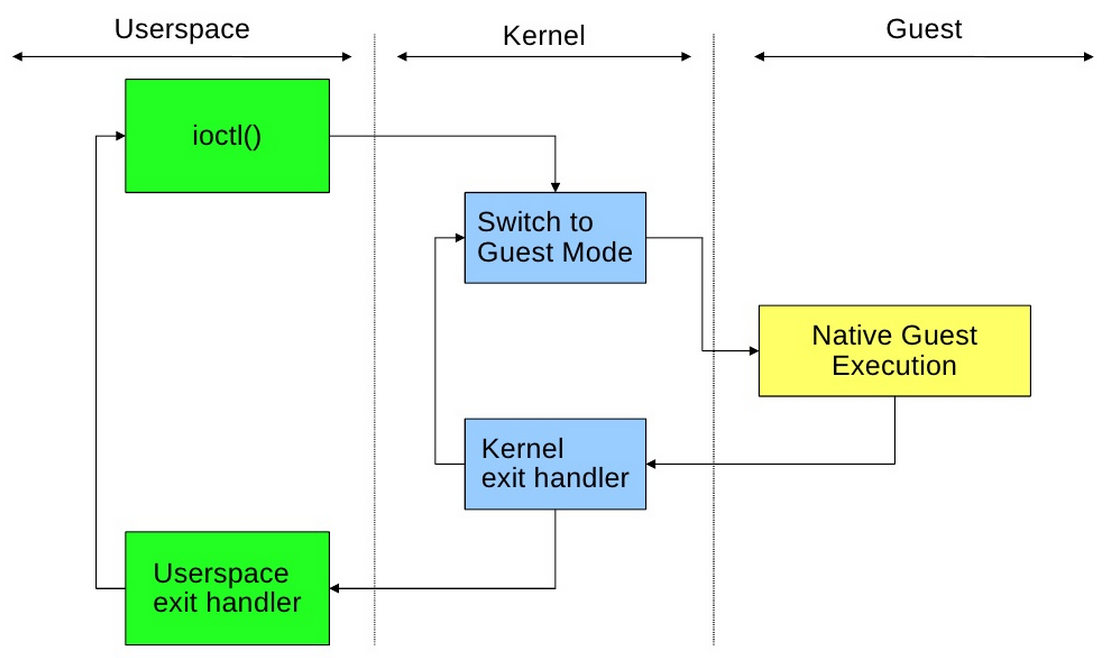 Userspace
Kernel
Guest
ioctl()
Switch to
Guest Mode
Native Guest
Execution
Kernel
exit handler
Userspace
exit handler